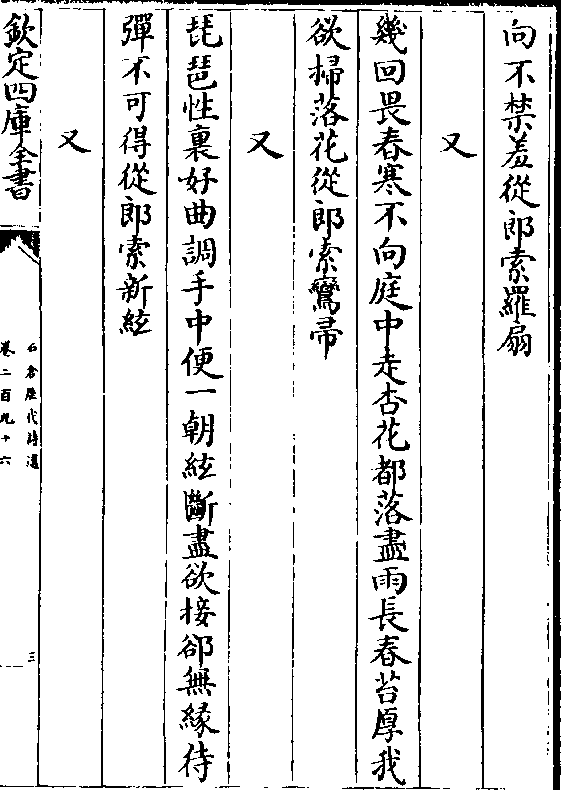 向不禁羞從郎索羅扇
又
幾回畏春寒不向庭中走杏花都落盡雨長春苔厚我
欲掃落花從郎索鸞帚
又
琵琶性裏好曲調手中便一朝絃斷盡欲接卻無緣待
彈不可得從郎索新絃
又
欽定四庫全書
石倉歷代詩選
卷二百九十六
三